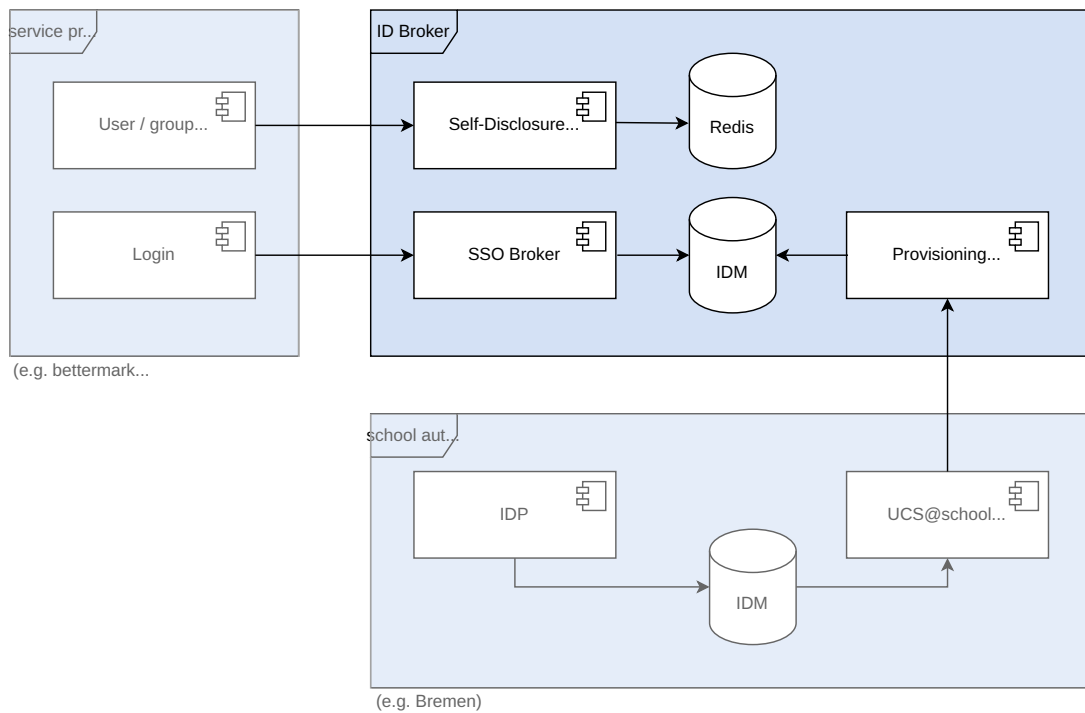 service pr...
ID Broker
User / group...
Self-Disclosure...
Redis
Login
SSO Broker
IDM
Provisioning...
(e.g. bettermark...
school aut...
IDP
UCS@school...
IDM
(e.g. Bremen)